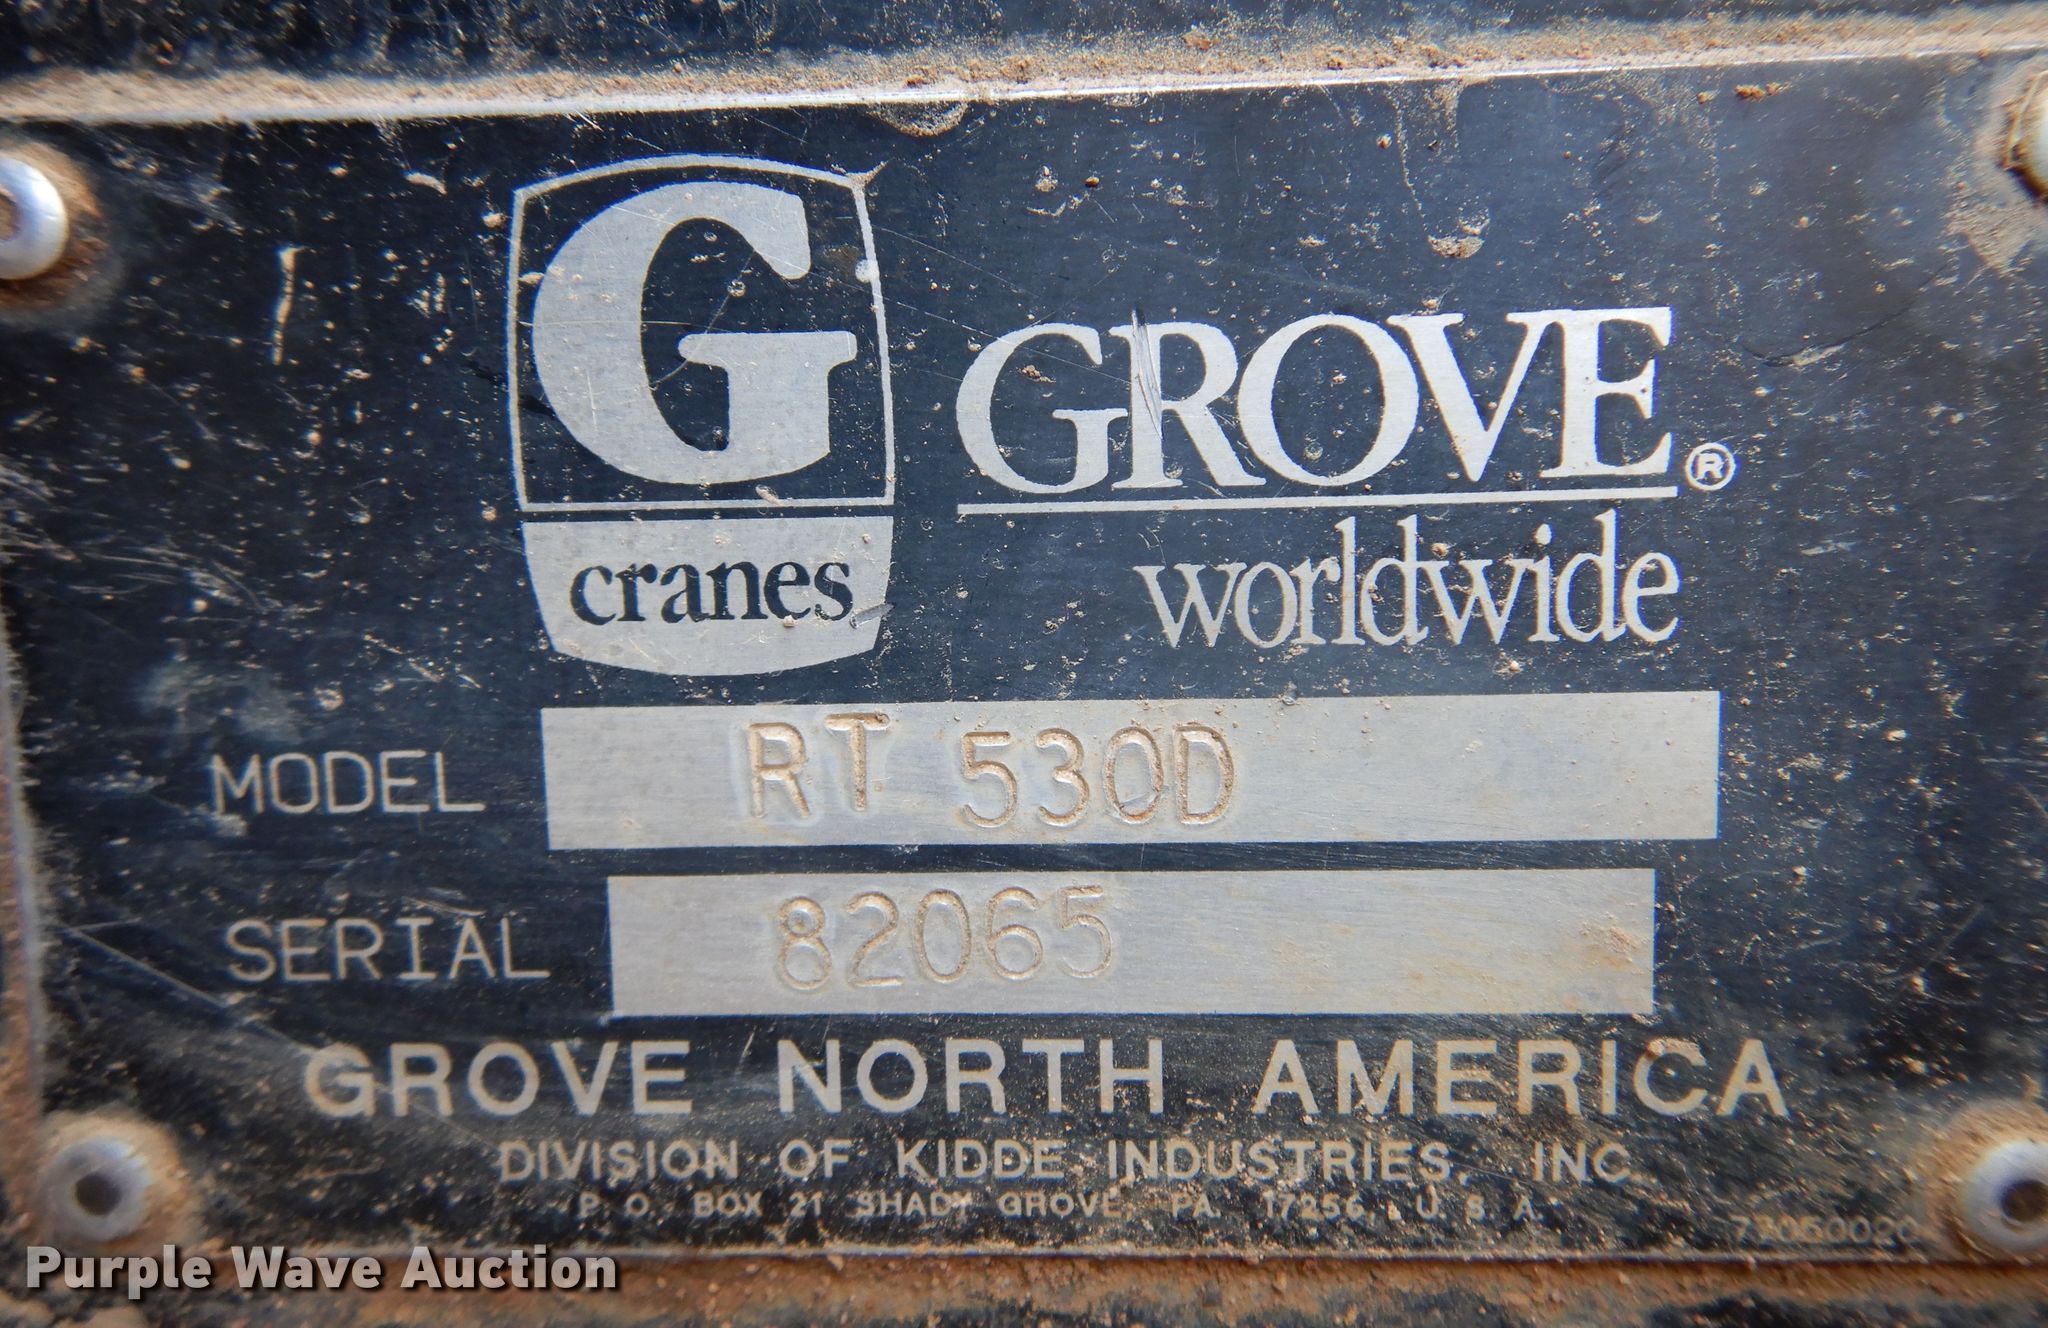 G
cranes
GROVE®
worldwide
MODEL RT 530D
SERIAL 82065
GROVE NORTH AMERICA
DIVISION OF KIDDE INDUSTRIES, INC.
P. O. BOX 21 SHADY GROVE, PA. 17256, U. S. A.
Purple Wave Auction